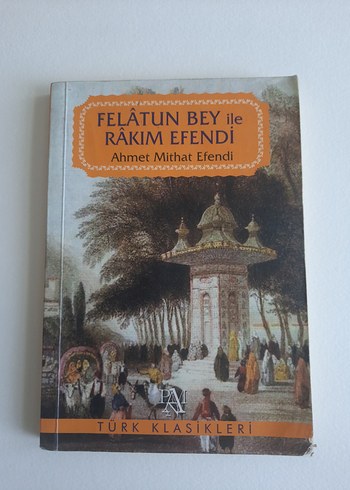 FELÂTUN BEY ile
RÂKIM EFENDİ
Ahmet Mithat Efendi
TÜRK KLASİKLERİ